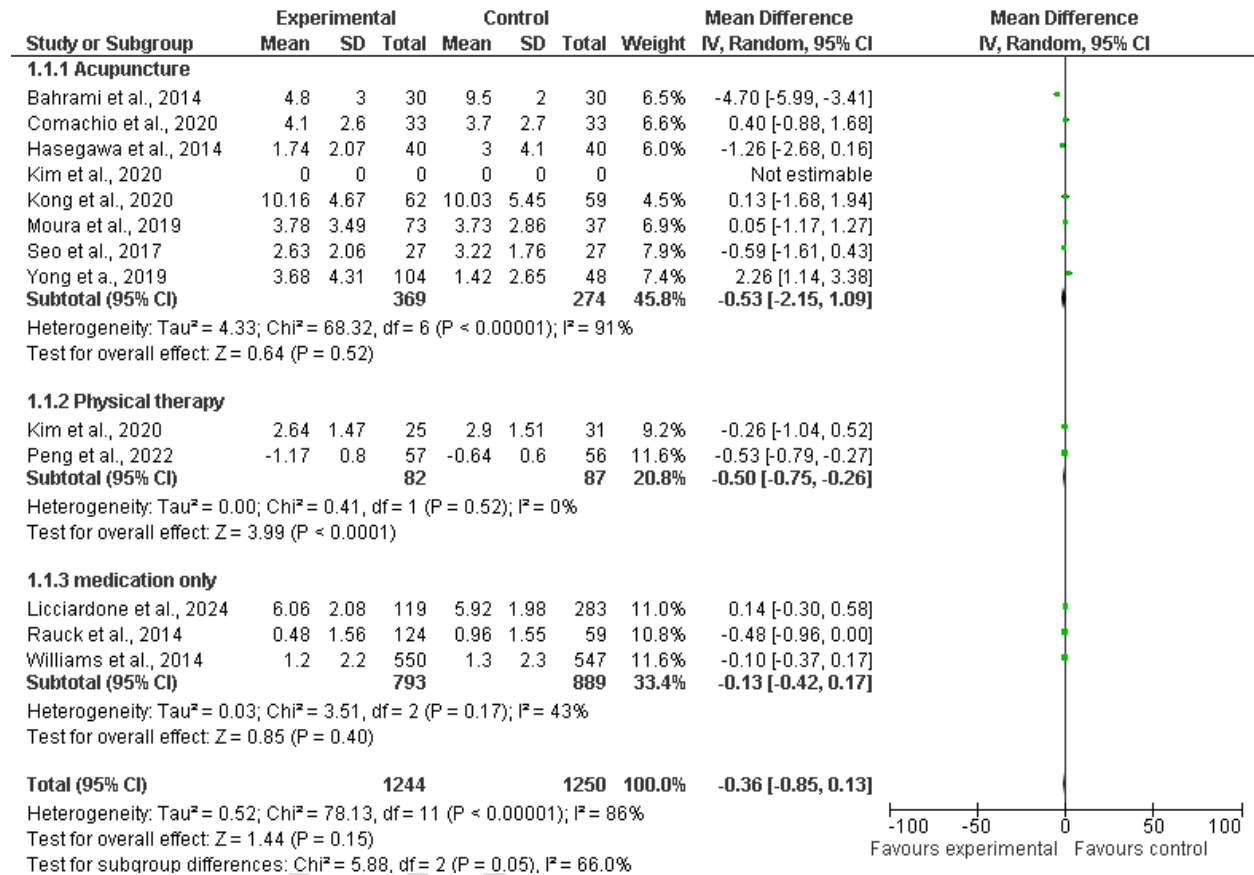 Experimental Control Mean Difference Mean Difference
Study or Subgroup Mean SD Total Mean SD Total Weight IV, Random, 95% CI IV, Random, 95% CI
1.1.1 Acupuncture
Bahrami et al., 2014 4.8 3 30 9.5 2 30 6.5% -4.70 [-5.99, -3.41]
Comachio et al., 2020 4.1 2.6 33 3.7 2.7 33 6.6% 0.40 [-0.88, 1.68]
Hasegawa et al., 2014 1.74 2.07 40 3 4.1 40 6.0% -1.26 [-2.68, 0.16]
Kim et al., 2020 0 0 0 0 0 0 Not estimable
Kong et al., 2020 10.16 4.67 62 10.03 5.45 59 4.5% 0.13 [-1.68, 1.94]
Moura et al., 2019 3.78 3.49 73 3.73 2.86 37 6.9% 0.05 [-1.17, 1.27]
Seo et al., 2017 2.63 2.06 27 3.22 1.76 27 7.9% -0.59 [-1.61, 0.43]
Yong et a., 2019 3.68 4.31 104 1.42 2.65 48 7.4% 2.26 [1.14, 3.38]
Subtotal (95% CI) 369 274 45.8% -0.53 [-2.15, 1.09]
Heterogeneity: Tau² = 4.33; Chi² = 68.32, df = 6 (P < 0.00001); I² = 91%
Test for overall effect: Z = 0.64 (P = 0.52)
1.1.2 Physical therapy
Kim et al., 2020 2.64 1.47 25 2.9 1.51 31 9.2% -0.26 [-1.04, 0.52]
Peng et al., 2022 -1.17 0.8 57 -0.64 0.6 56 11.6% -0.53 [-0.79, -0.27]
Subtotal (95% CI) 82 87 20.8% -0.50 [-0.75, -0.26]
Heterogeneity: Tau² = 0.00; Chi² = 0.41, df = 1 (P = 0.52); I² = 0%
Test for overall effect: Z = 3.99 (P < 0.0001)
1.1.3 medication only
Licciardone et al., 2024 6.06 2.08 119 5.92 1.98 283 11.0% 0.14 [-0.30, 0.58]
Rauck et al., 2014 0.48 1.56 124 0.96 1.55 59 10.8% -0.48 [-0.96, 0.00]
Williams et al., 2014 1.2 2.2 550 1.3 2.3 547 11.6% -0.10 [-0.37, 0.17]
Subtotal (95% CI) 793 889 33.4% -0.13 [-0.42, 0.17]
Heterogeneity: Tau² = 0.03; Chi² = 3.51, df = 2 (P = 0.17); I² = 43%
Test for overall effect: Z = 0.85 (P = 0.40)
Total (95% CI) 1244 1250 100.0% -0.36 [-0.85, 0.13]
Heterogeneity: Tau² = 0.52; Chi² = 78.13, df = 11 (P < 0.00001); I² = 86%
Test for overall effect: Z = 1.44 (P = 0.15)
Test for subgroup differences: Chi² = 5.88, df = 2 (P = 0.05), I² = 66.0%
-100 -50 0 50 100
Favours experimental Favours control